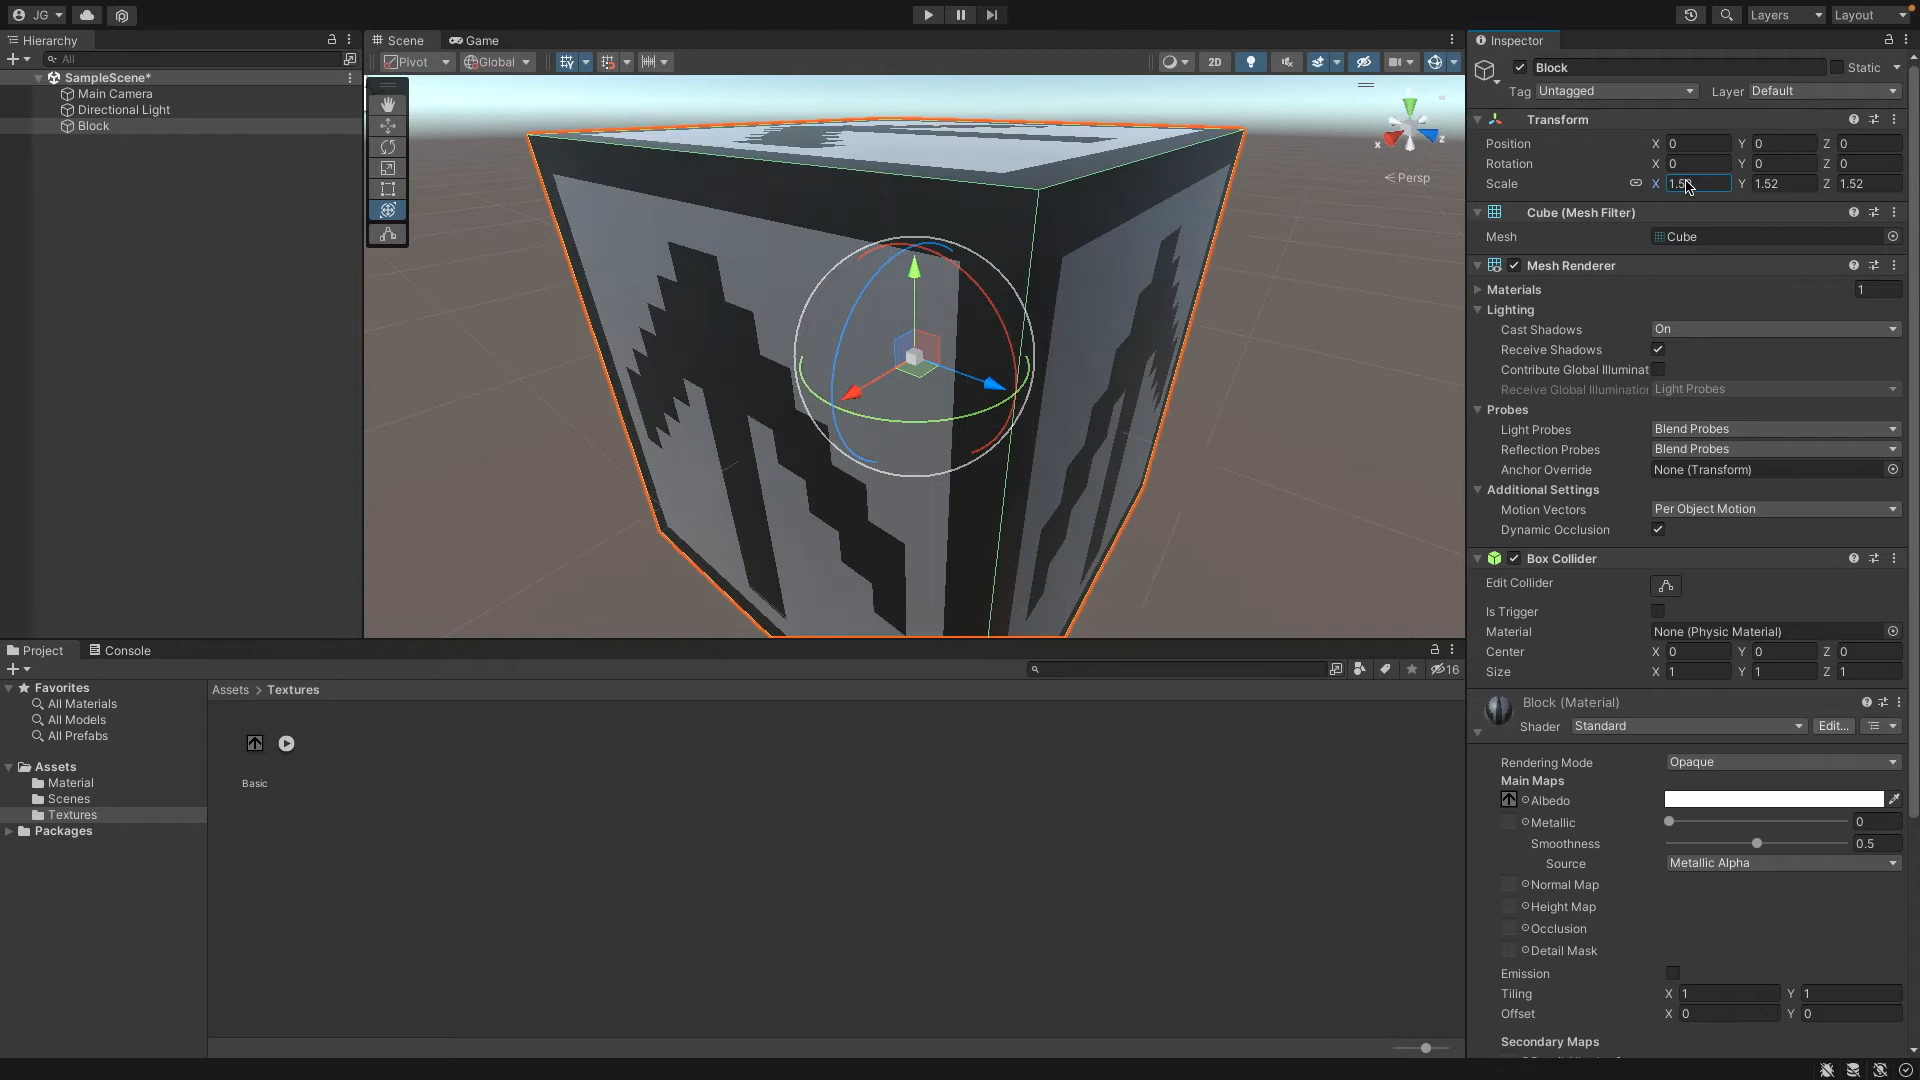 JG
Layers
Layout
Hierarchy
Scene
Game
Inspector
All
Pivot
Global
2D
Block
Static
SampleScene*
Main Camera
Directional Light
Block
Tag Untagged
Layer Default
Transform
Position X 0 Y 0 Z 0
Rotation X 0 Y 0 Z 0
Scale X 1.5 Y 1.52 Z 1.52
x
z
Persp
Cube (Mesh Filter)
Mesh Cube
Mesh Renderer
Materials 1
Lighting
Cast Shadows On
Receive Shadows
Contribute Global Illuminat
Receive Global Illumination Light Probes
Probes
Light Probes Blend Probes
Reflection Probes Blend Probes
Anchor Override None (Transform)
Additional Settings
Motion Vectors Per Object Motion
Dynamic Occlusion
Box Collider
Edit Collider
Is Trigger
Material None (Physic Material)
Center X 0 Y 0 Z 0
Size X 1 Y 1 Z 1
Block (Material)
Shader Standard Edit...
Rendering Mode Opaque
Main Maps
Albedo
Metallic 0
Smoothness 0.5
Source Metallic Alpha
Normal Map
Height Map
Occlusion
Detail Mask
Emission
Tiling X 1 Y 1
Offset X 0 Y 0
Secondary Maps
Project
Console
16
Favorites
All Materials
All Models
All Prefabs
Assets
Material
Scenes
Textures
Packages
Assets > Textures
Basic